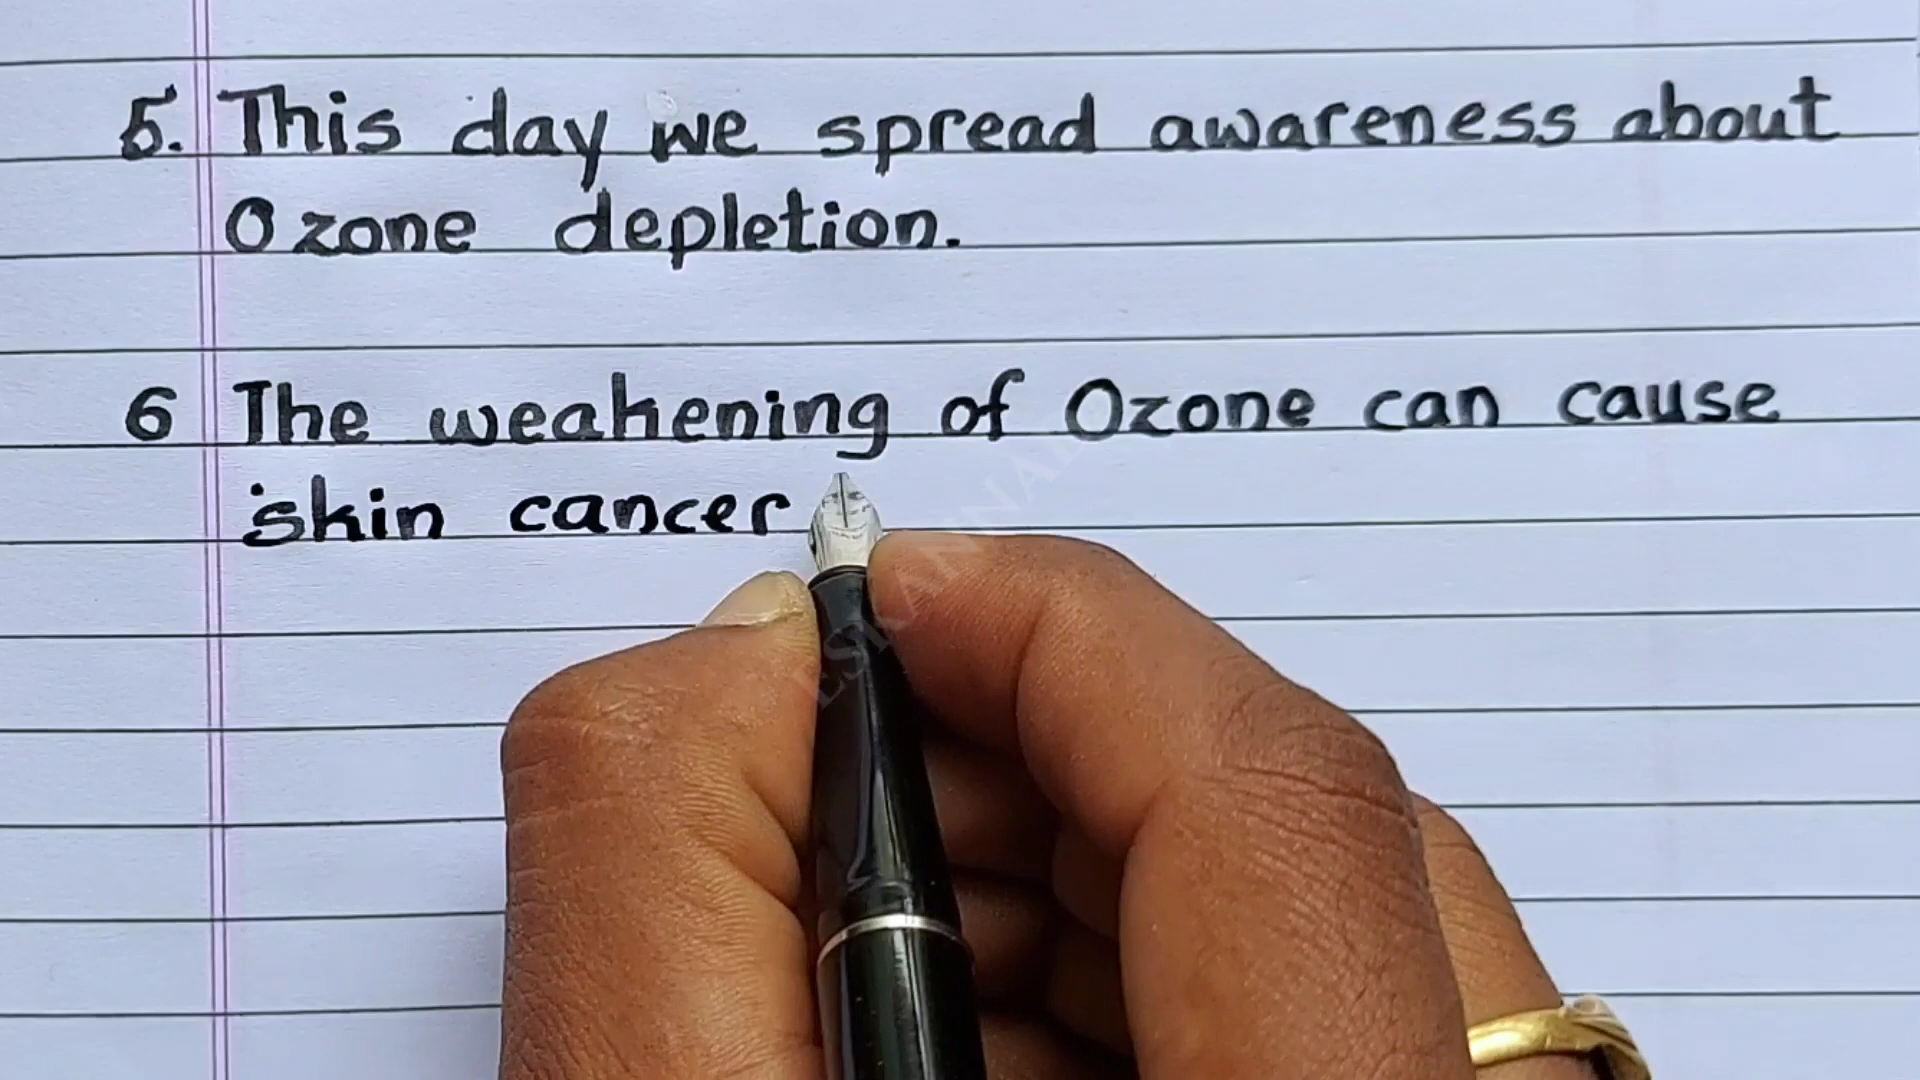 5. This day we spread awareness about
Ozone depletion.
6 The weakening of Ozone can cause
skin cancer